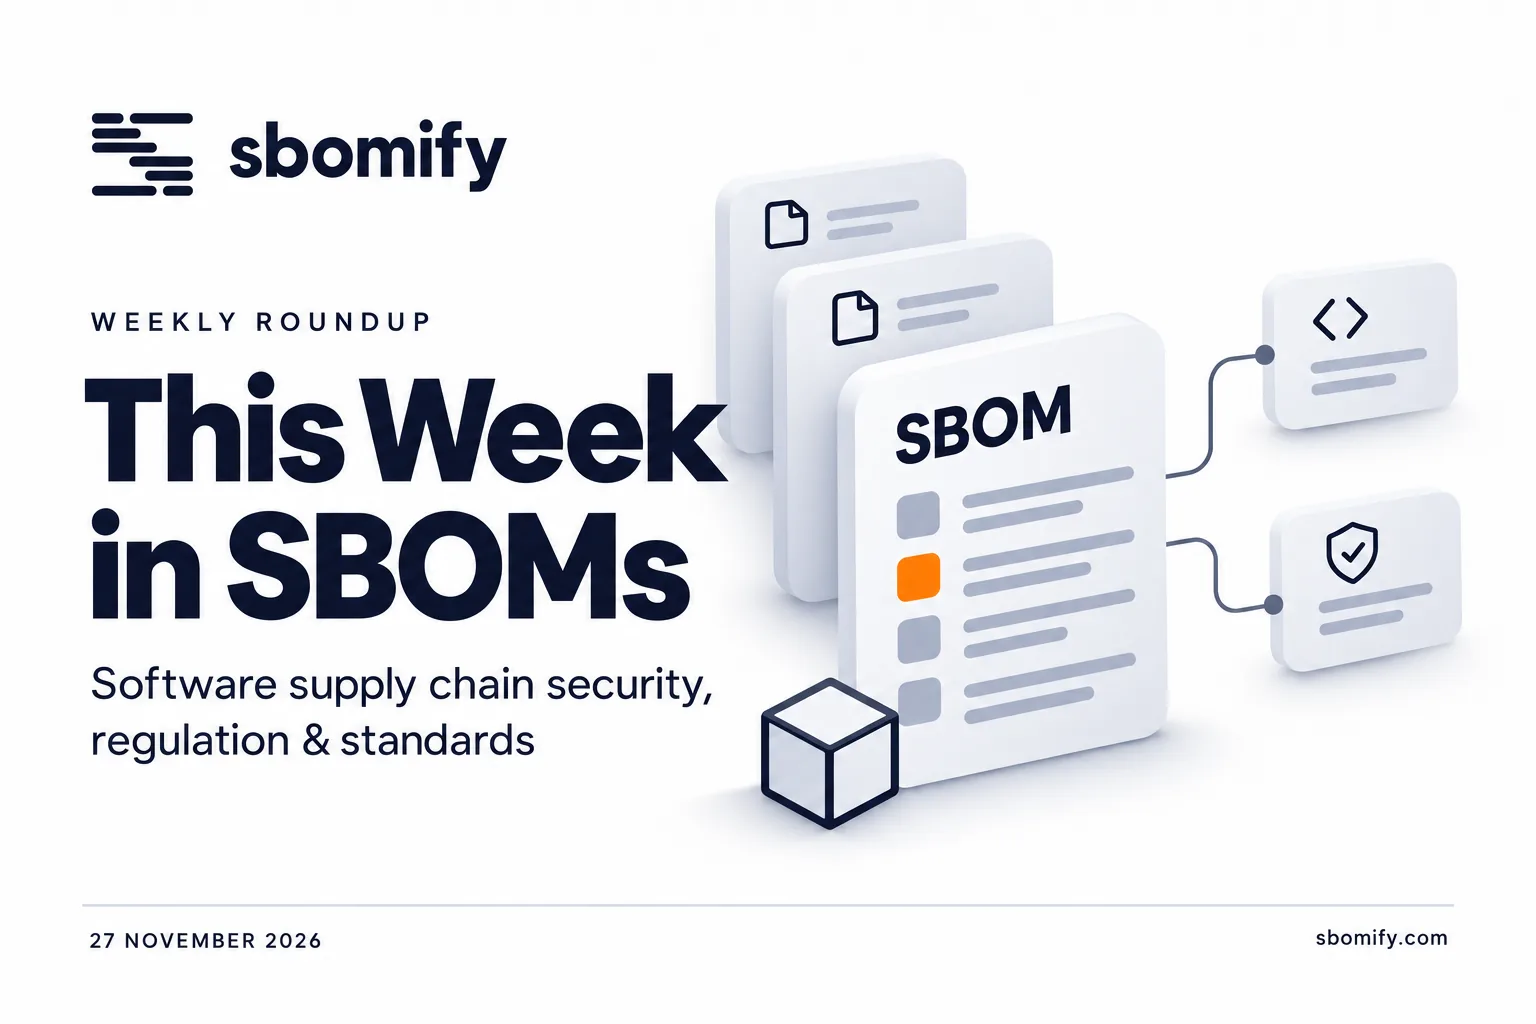 sbomify
WEEKLY ROUNDUP
This Week
in SBOMs
Software supply chain security,
regulation & standards
SBOM
27 NOVEMBER 2026
sbomify.com